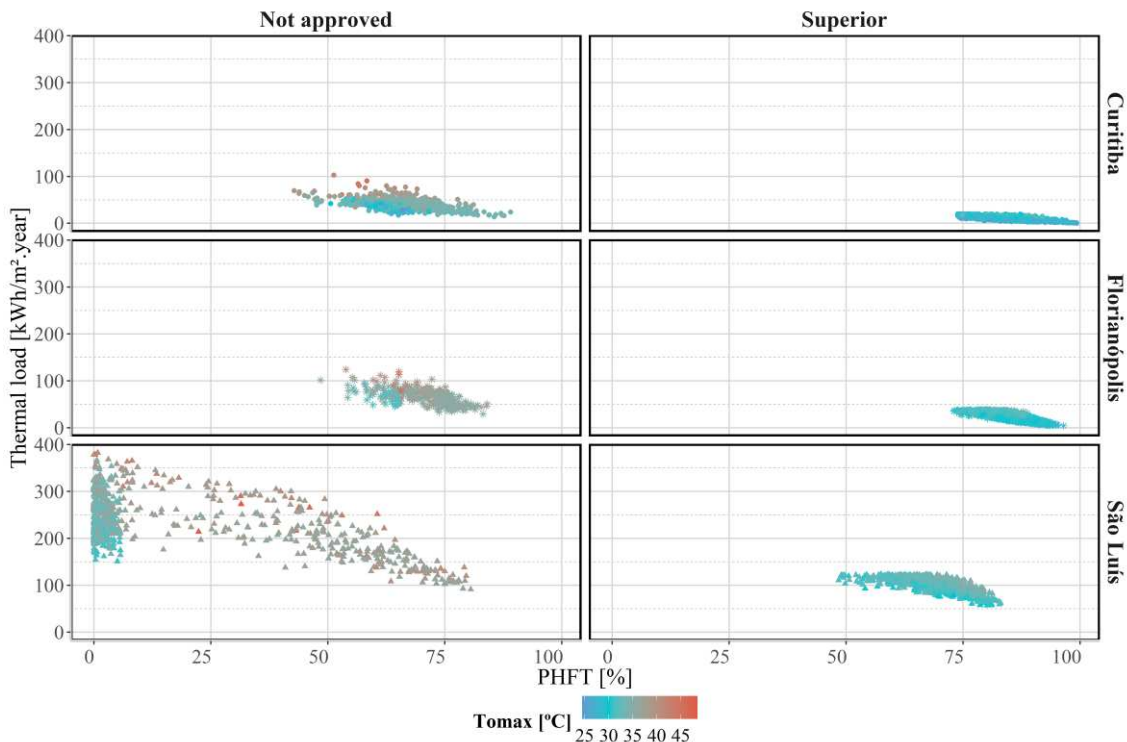 Not approved
Superior
400
300
200
100
0
Curitiba
400
300
200
100
0
Florianópolis
400
300
200
100
0
São Luís
Thermal load [kWh/m².year]
0 25 50 75 100
0 25 50 75 100
PHFT [%]
Tomax [ºC]
25 30 35 40 45